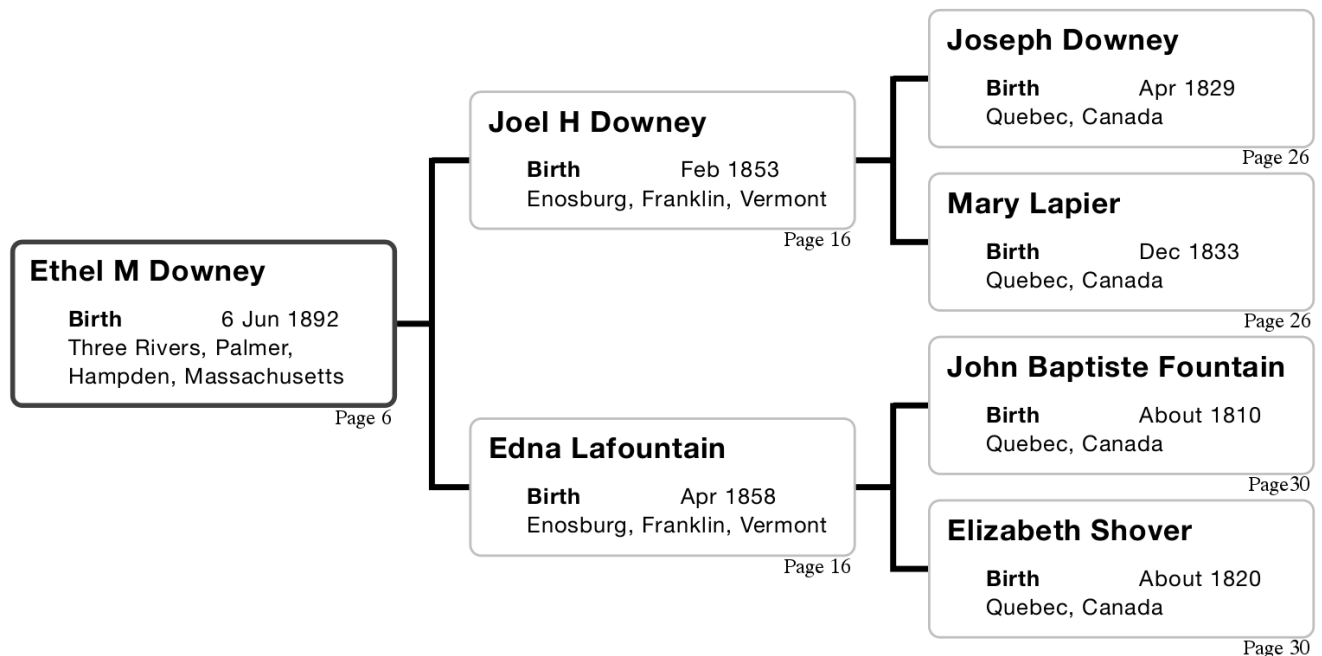 Ethel M Downey
Birth 6 Jun 1892
Three Rivers, Palmer,
Hampden, Massachusetts
Page 6
Joel H Downey
Birth Feb 1853
Enosburg, Franklin, Vermont
Page 16
Edna Lafountain
Birth Apr 1858
Enosburg, Franklin, Vermont
Page 16
Joseph Downey
Birth Apr 1829
Quebec, Canada
Page 26
Mary Lapier
Birth Dec 1833
Quebec, Canada
Page 26
John Baptiste Fountain
Birth About 1810
Quebec, Canada
Page30
Elizabeth Shover
Birth About 1820
Quebec, Canada
Page 30